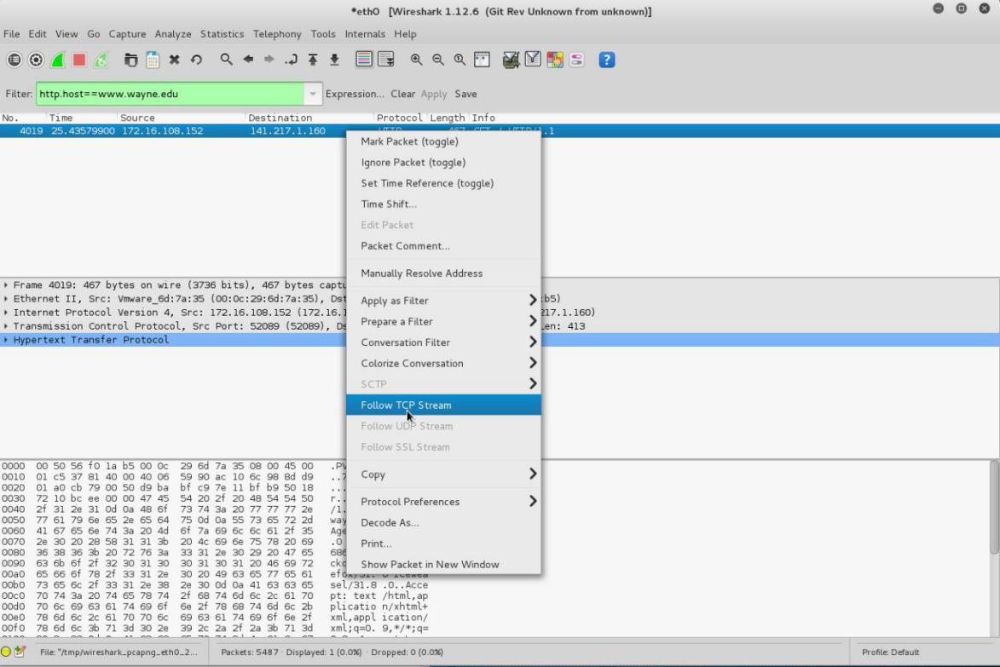 *eth0   [Wireshark 1.12.6  (Git Rev Unknown from unknown)]
File  Edit  View  Go  Capture  Analyze  Statistics  Telephony  Tools  Internals  Help
Filter: http.host==www.wayne.edu  Expression...  Clear  Apply  Save
No.  Time  Source  Destination  Protocol  Length  Info
4019  25.43579900  172.16.108.152  141.217.1.160  HTTP  467  GET / HTTP/1.1
Mark Packet (toggle)
Ignore Packet (toggle)
Set Time Reference (toggle)
Time Shift...
Edit Packet
Packet Comment...
Manually Resolve Address
Apply as Filter
Prepare a Filter
Conversation Filter
Colorize Conversation
SCTP
Follow TCP Stream
Follow UDP Stream
Follow SSL Stream
Copy
Protocol Preferences
Decode As...
Print...
Show Packet in New Window
Frame 4019: 467 bytes on wire (3736 bits), 467 bytes captu
Ethernet II, Src: Vmware_6d:7a:35 (00:0c:29:6d:7a:35), Dst :b5)
Internet Protocol Version 4, Src: 172.16.108.152 (172.16.1 217.1.160)
Transmission Control Protocol, Src Port: 52089 (52089), Ds Len: 413
Hypertext Transfer Protocol
0000  00 50 56 f0 1a b5 00 0c  29 6d 7a 35 08 00 45 00  .PV
0010  01 c5 37 81 40 00 40 06  59 90 ac 10 6c 98 8d d9  ..7
0020  01 a0 cb 79 00 50 d9 ba  bf c9 7e 11 bf b9 50 18  ...
0030  72 10 bc ee 00 00 47 45  54 20 2f 20 48 54 54 50  r..
0040  2f 31 2e 31 0d 0a 48 6f  73 74 3a 20 77 77 77 2e  /1.
0050  77 61 79 6e 65 2e 65 64  75 0d 0a 55 73 65 72 2d  way
0060  41 67 65 6e 74 3a 20 4d  6f 7a 69 6c 6c 61 2f 35  Age
0070  2e 30 20 28 58 31 31 3b  20 4c 69 6e 75 78 20 69  .0
0080  36 38 36 3b 20 72 76 3a  33 31 2e 30 29 20 47 65  686
0090  63 6b 6f 2f 32 30 31 30  30 31 30 31 20 46 69 72  cko
00a0  65 66 6f 78 2f 33 31 2e  30 20 49 63 65 77 65 61  efox/31. 0 Icewea
00b0  73 65 6c 2f 33 31 2e 38  2e 30 0d 0a 41 63 63 65  sel/31.8 .0..Acce
00c0  70 74 3a 20 74 65 78 74  2f 68 74 6d 6c 2c 61 70  pt: text /html,ap
00d0  70 6c 69 63 61 74 69 6f  6e 2f 78 68 74 6d 6c 2b  plicatio n/xhtml+
00e0  78 6d 6c 2c 61 70 70 6c  69 63 61 74 69 6f 6e 2f  xml,appl ication/
00f0  78 6d 6c 3b 71 3d 30 2e  39 2c 2a 2f 2a 3b 71 3d  xml;q=0. 9,*/*;q=
File: "/tmp/wireshark_pcapng_eth0_2...  Packets: 5487 · Displayed: 1 (0.0%) · Dropped: 0 (0.0%)  Profile: Default